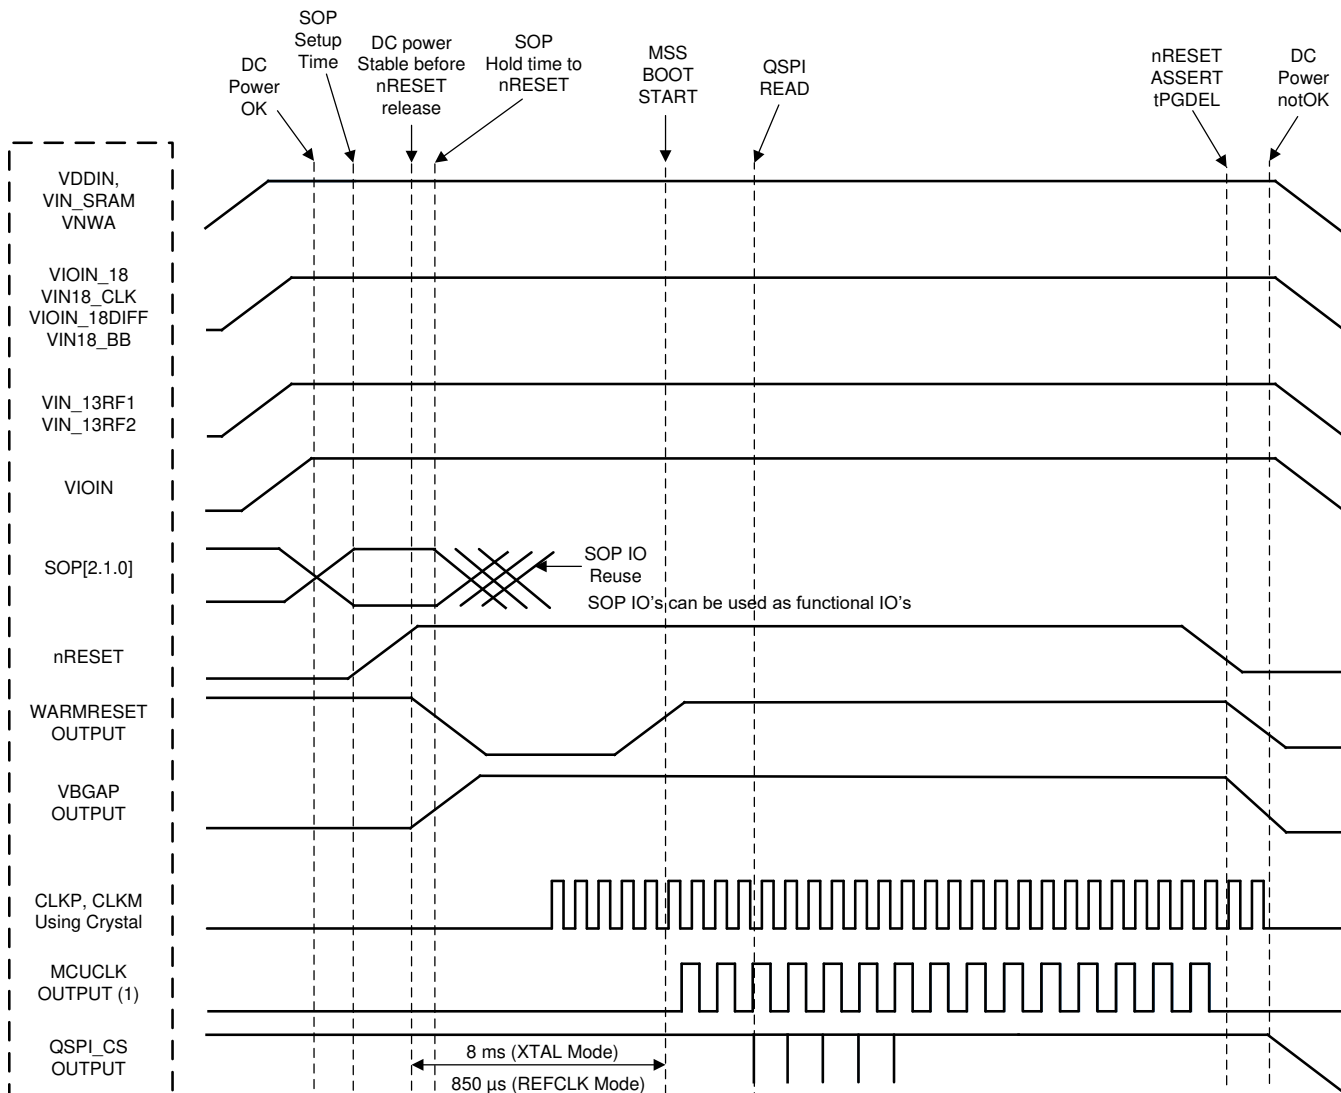 SOP
Setup
Time
DC power
Stable before
nRESET
release
SOP
Hold time to
nRESET
DC
Power
OK
MSS
BOOT
START
QSPI
READ
nRESET
ASSERT
tPGDEL
DC
Power
notOK
VDDIN,
VIN_SRAM
VNWA
VIOIN_18
VIN18_CLK
VIOIN_18DIFF
VIN18_BB
VIN_13RF1
VIN_13RF2
VIOIN
SOP[2.1.0]
SOP IO
Reuse
SOP IO's can be used as functional IO's
nRESET
WARMRESET
OUTPUT
VBGAP
OUTPUT
CLKP, CLKM
Using Crystal
MCUCLK
OUTPUT (1)
QSPI_CS
OUTPUT
8 ms (XTAL Mode)
850 µs (REFCLK Mode)